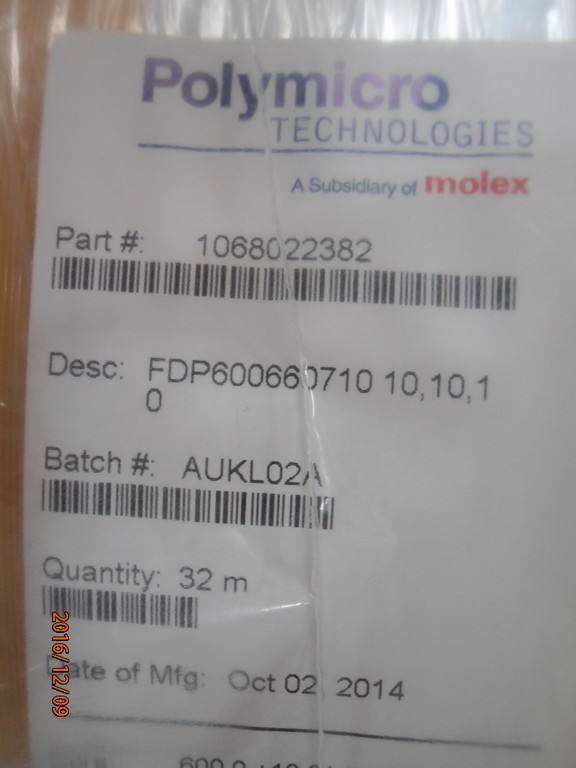 Polymicro
TECHNOLOGIES
A Subsidiary of molex
Part #: 1068022382
Desc: FDP600660710 10,10,1
0
Batch #: AUKL02A
Quantity: 32 m
Date of Mfg: Oct 02, 2014
2016/12/09